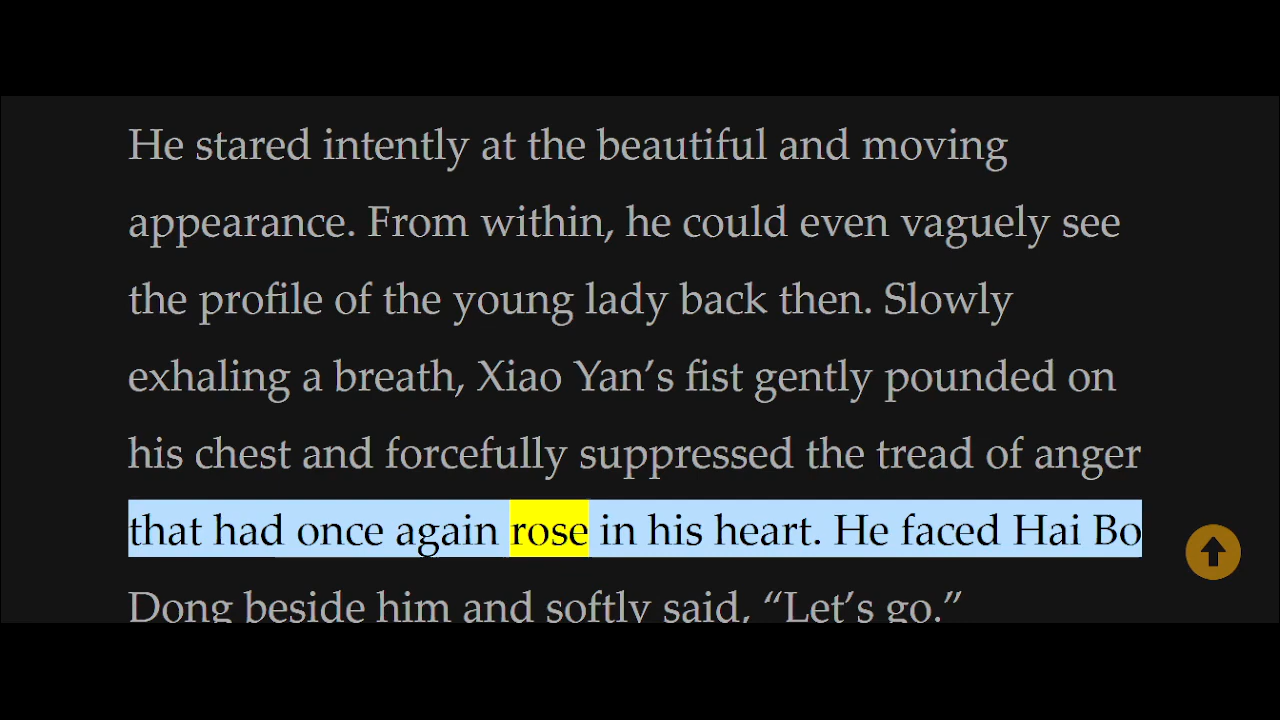 He stared intently at the beautiful and moving
appearance. From within, he could even vaguely see
the profile of the young lady back then. Slowly
exhaling a breath, Xiao Yan’s fist gently pounded on
his chest and forcefully suppressed the tread of anger
that had once again rose in his heart. He faced Hai Bo
Dong beside him and softly said, “Let’s go.”